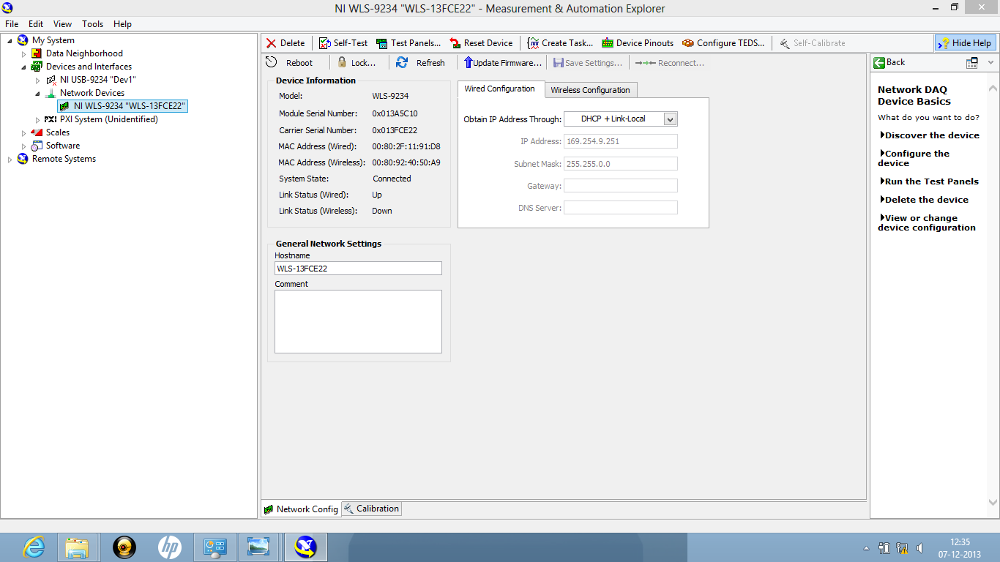 NI WLS-9234 "WLS-13FCE22" - Measurement & Automation Explorer
File Edit View Tools Help
My System
Data Neighborhood
Devices and Interfaces
NI USB-9234 "Dev1"
Network Devices
NI WLS-9234 "WLS-13FCE22"
PXI System (Unidentified)
Scales
Software
Remote Systems
Delete Self-Test Test Panels... Reset Device Create Task... Device Pinouts Configure TEDS... Self-Calibrate Hide Help
Reboot Lock... Refresh Update Firmware... Save Settings... Reconnect...
Device Information
Model: WLS-9234
Module Serial Number: 0x013A5C10
Carrier Serial Number: 0x013FCE22
MAC Address (Wired): 00:80:2F:11:91:D8
MAC Address (Wireless): 00:80:92:40:50:A9
System State: Connected
Link Status (Wired): Up
Link Status (Wireless): Down
General Network Settings
Hostname
WLS-13FCE22
Comment
Wired Configuration Wireless Configuration
Obtain IP Address Through: DHCP + Link-Local
IP Address: 169.254.9.251
Subnet Mask: 255.255.0.0
Gateway:
DNS Server:
Back
Network DAQ
Device Basics
What do you want to do?
Discover the device
Configure the
device
Run the Test Panels
Delete the device
View or change
device configuration
Network Config Calibration
hp
12:35
07-12-2013